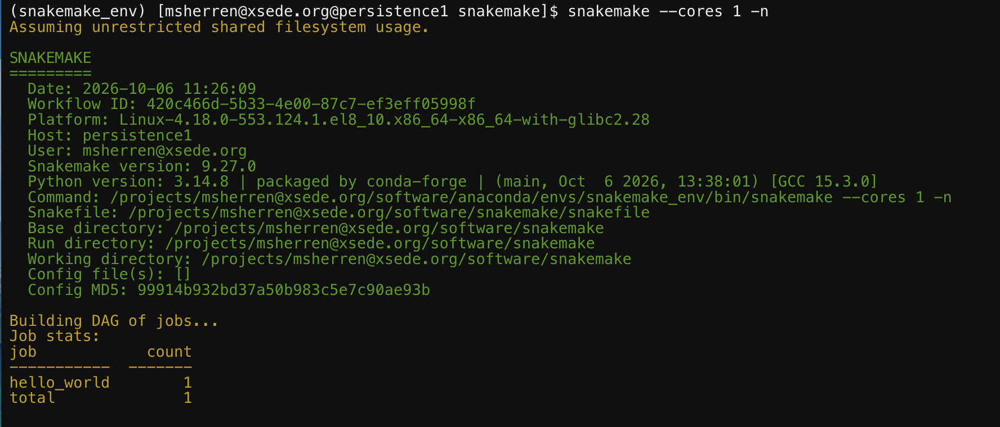 (snakemake_env) [msherren@xsede.org@persistence1 snakemake]$ snakemake --cores 1 -n
Assuming unrestricted shared filesystem usage.
SNAKEMAKE
=========
  Date: 2026-10-06 11:26:09
  Workflow ID: 420c466d-5b33-4e00-87c7-ef3eff05998f
  Platform: Linux-4.18.0-553.124.1.el8_10.x86_64-x86_64-with-glibc2.28
  Host: persistence1
  User: msherren@xsede.org
  Snakemake version: 9.27.0
  Python version: 3.14.8 | packaged by conda-forge | (main, Oct  6 2026, 13:38:01) [GCC 15.3.0]
  Command: /projects/msherren@xsede.org/software/anaconda/envs/snakemake_env/bin/snakemake --cores 1 -n
  Snakefile: /projects/msherren@xsede.org/software/snakemake/snakefile
  Base directory: /projects/msherren@xsede.org/software/snakemake
  Run directory: /projects/msherren@xsede.org/software/snakemake
  Working directory: /projects/msherren@xsede.org/software/snakemake
  Config file(s): []
  Config MD5: 99914b932bd37a50b983c5e7c90ae93b
Building DAG of jobs...
Job stats:
job            count
-----------  -------
hello_world        1
total              1